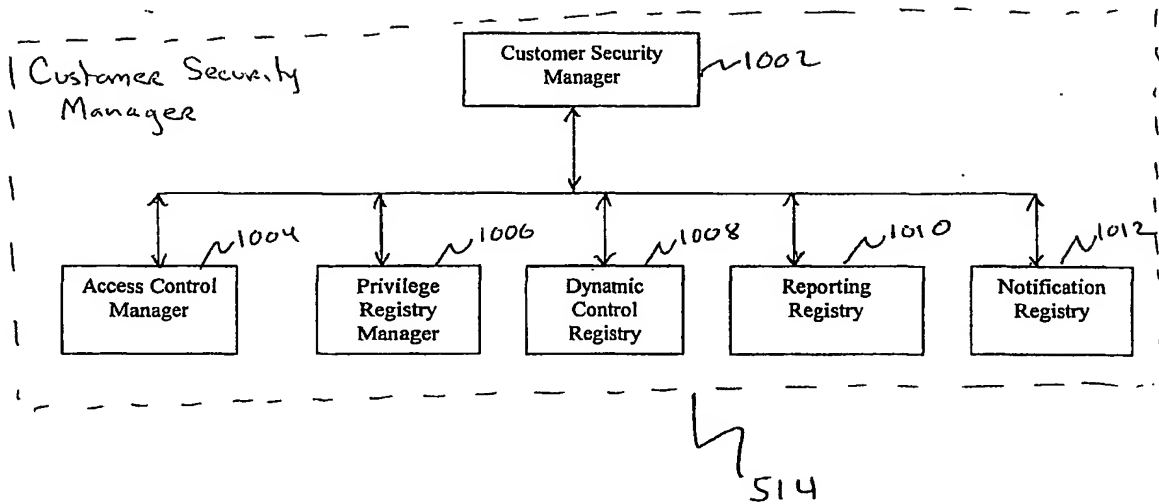 Customer Security
Manager
1002
Customer Security
Manager
1004
1006
1008
1010
1012
Access Control
Manager
Privilege
Registry
Manager
Dynamic
Control
Registry
Reporting
Registry
Notification
Registry
514